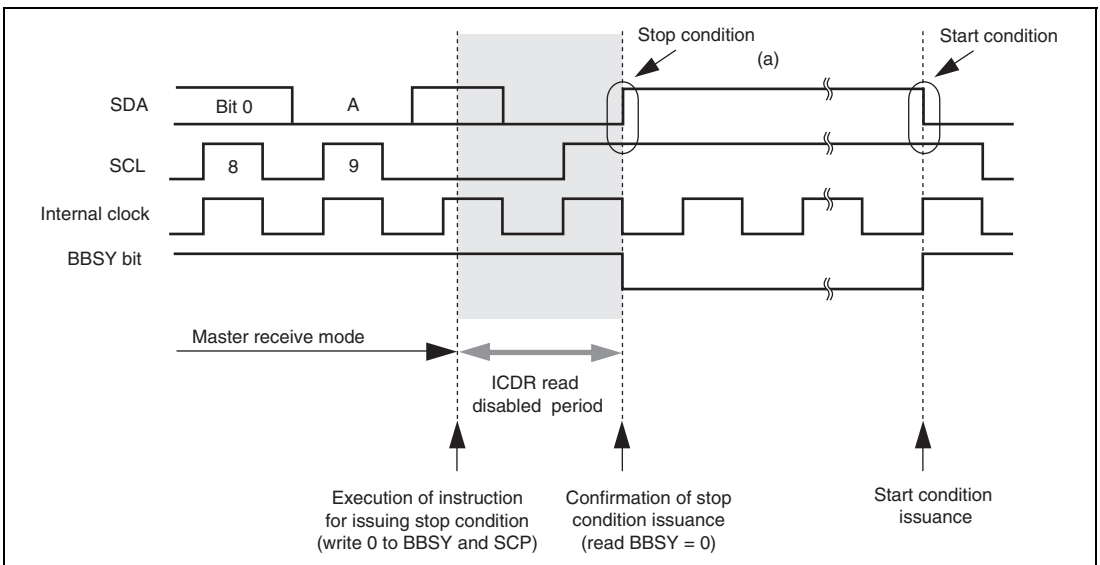 Stop condition
(a)
Start condition
SDA
Bit 0
A
SCL
8
9
Internal clock
BBSY bit
Master receive mode
ICDR read
disabled period
Execution of instruction
for issuing stop condition
(write 0 to BBSY and SCP)
Confirmation of stop
condition issuance
(read BBSY = 0)
Start condition
issuance